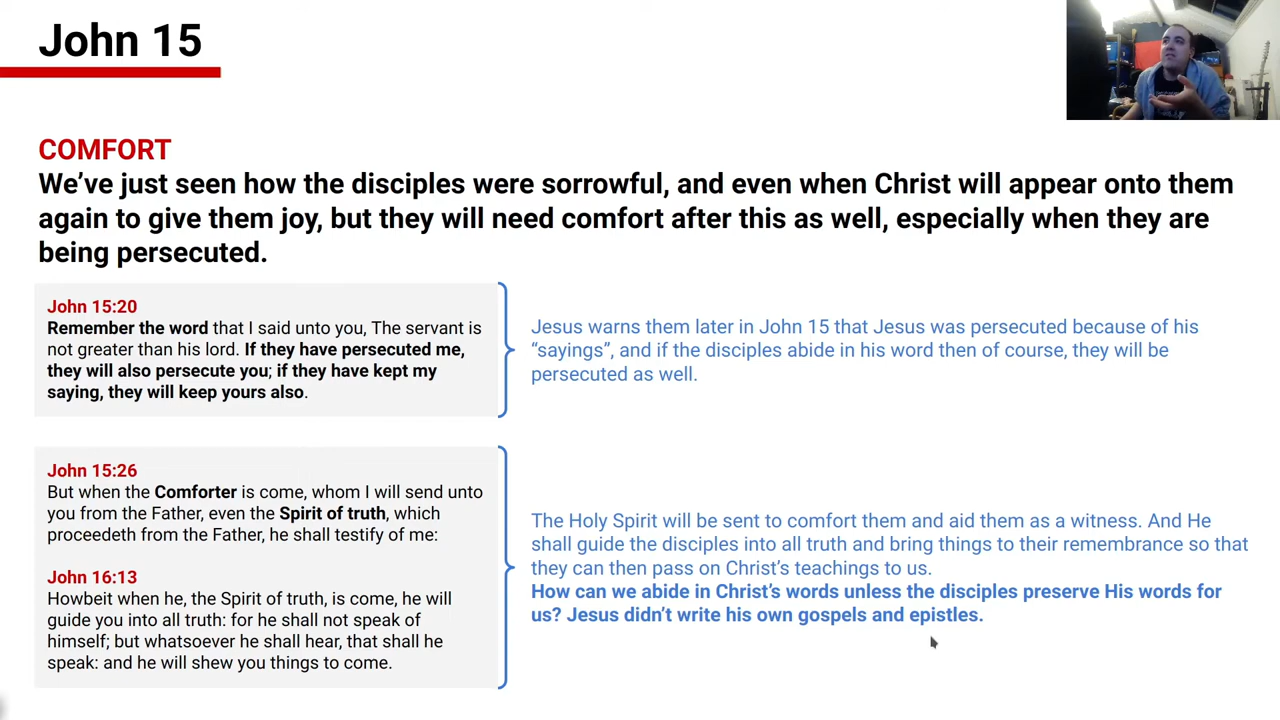 John 15
COMFORT
We’ve just seen how the disciples were sorrowful, and even when Christ will appear onto them
again to give them joy, but they will need comfort after this as well, especially when they are
being persecuted.
John 15:20
Remember the word that I said unto you, The servant is
not greater than his lord. If they have persecuted me,
they will also persecute you; if they have kept my
saying, they will keep yours also.
Jesus warns them later in John 15 that Jesus was persecuted because of his
“sayings”, and if the disciples abide in his word then of course, they will be
persecuted as well.
John 15:26
But when the Comforter is come, whom I will send unto
you from the Father, even the Spirit of truth, which
proceedeth from the Father, he shall testify of me:
John 16:13
Howbeit when he, the Spirit of truth, is come, he will
guide you into all truth: for he shall not speak of
himself; but whatsoever he shall hear, that shall he
speak: and he will shew you things to come.
The Holy Spirit will be sent to comfort them and aid them as a witness. And He
shall guide the disciples into all truth and bring things to their remembrance so that
they can then pass on Christ’s teachings to us.
How can we abide in Christ’s words unless the disciples preserve His words for
us? Jesus didn’t write his own gospels and epistles.